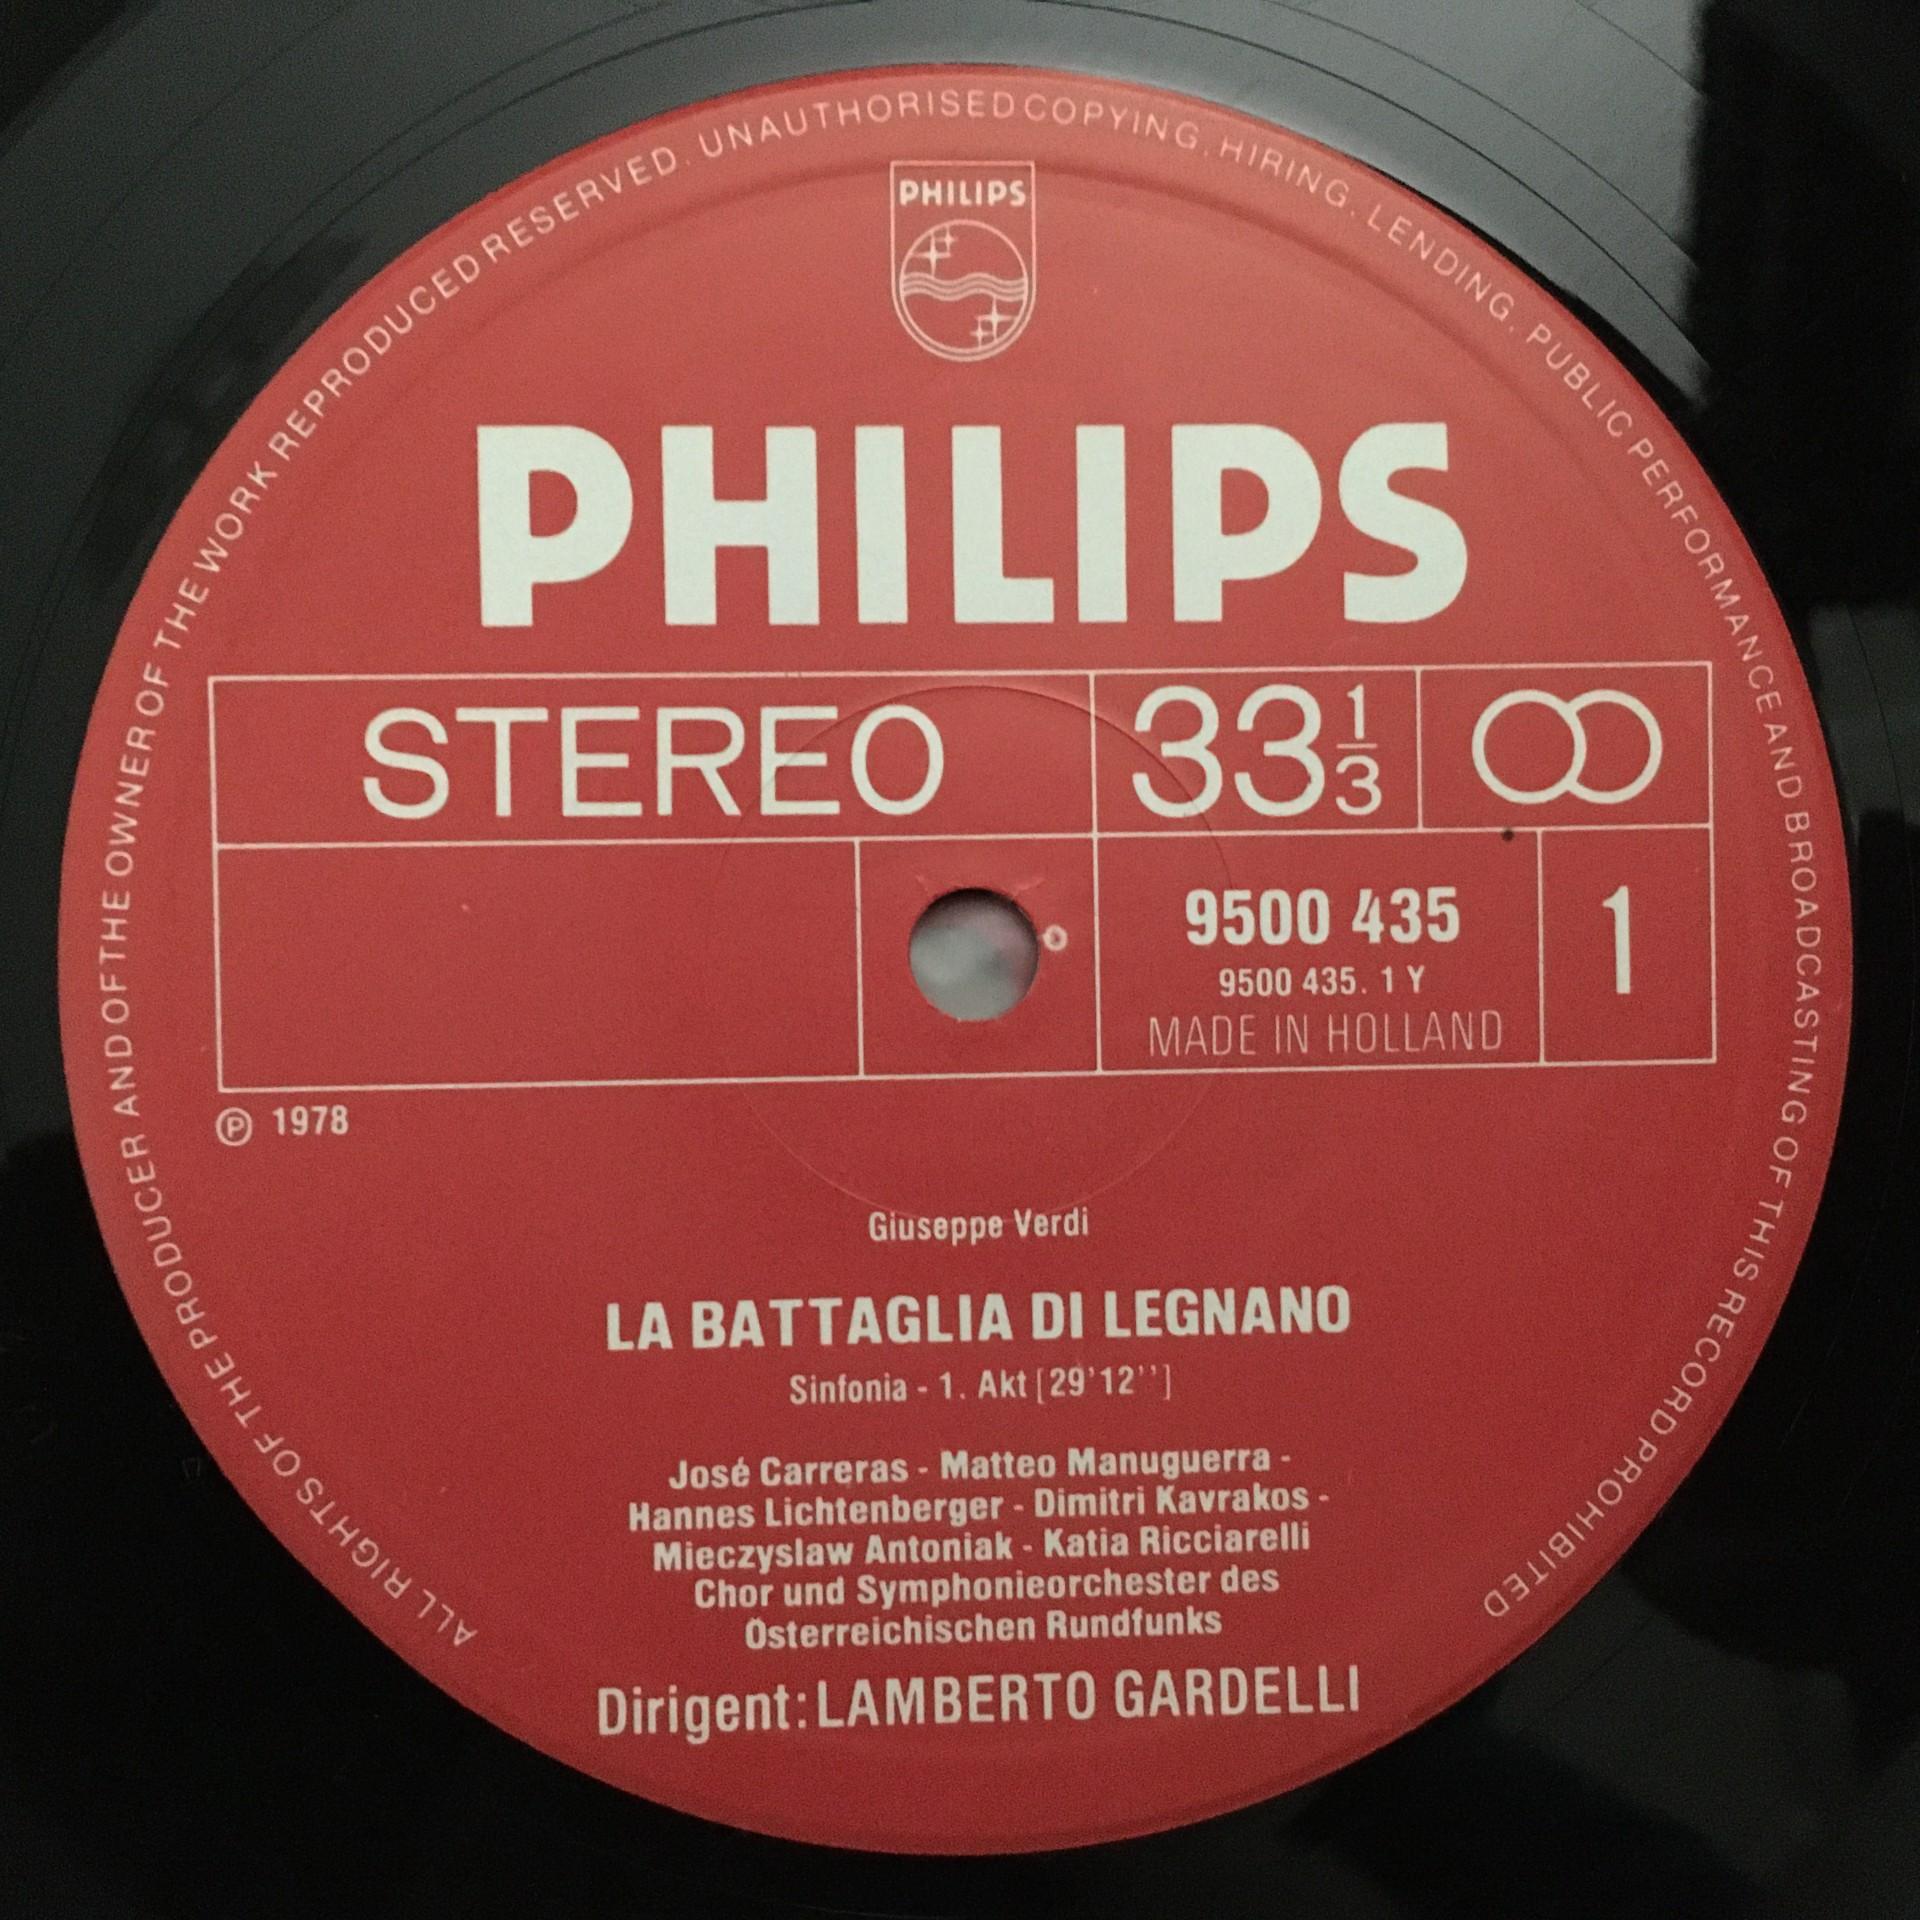 ALL RIGHTS OF THE PRODUCER AND OF THE OWNER OF THE WORK REPRODUCED RESERVED. UNAUTHORISED COPYING, HIRING, LENDING, PUBLIC PERFORMANCE AND BROADCASTING OF THIS RECORD PROHIBITED
PHILIPS
PHILIPS
STEREO 33 1/3
9500 435 1
9500 435. 1 Y
MADE IN HOLLAND
℗ 1978
Giuseppe Verdi
LA BATTAGLIA DI LEGNANO
Sinfonia - 1. Akt [29'12'']
José Carreras - Matteo Manuguerra -
Hannes Lichtenberger - Dimitri Kavrakos -
Mieczyslaw Antoniak - Katia Ricciarelli
Chor und Symphonieorchester des
Österreichischen Rundfunks
Dirigent: LAMBERTO GARDELLI